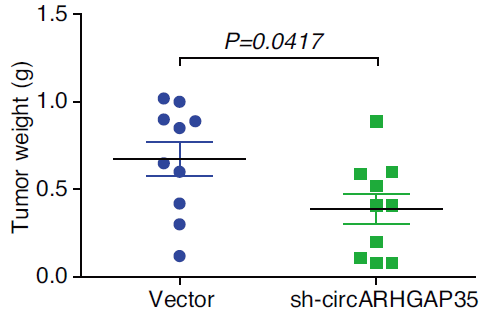 1.5
P=0.0417
1.0
Tumor weight (g)
0.5
0.0
Vector sh-circARHGAP35